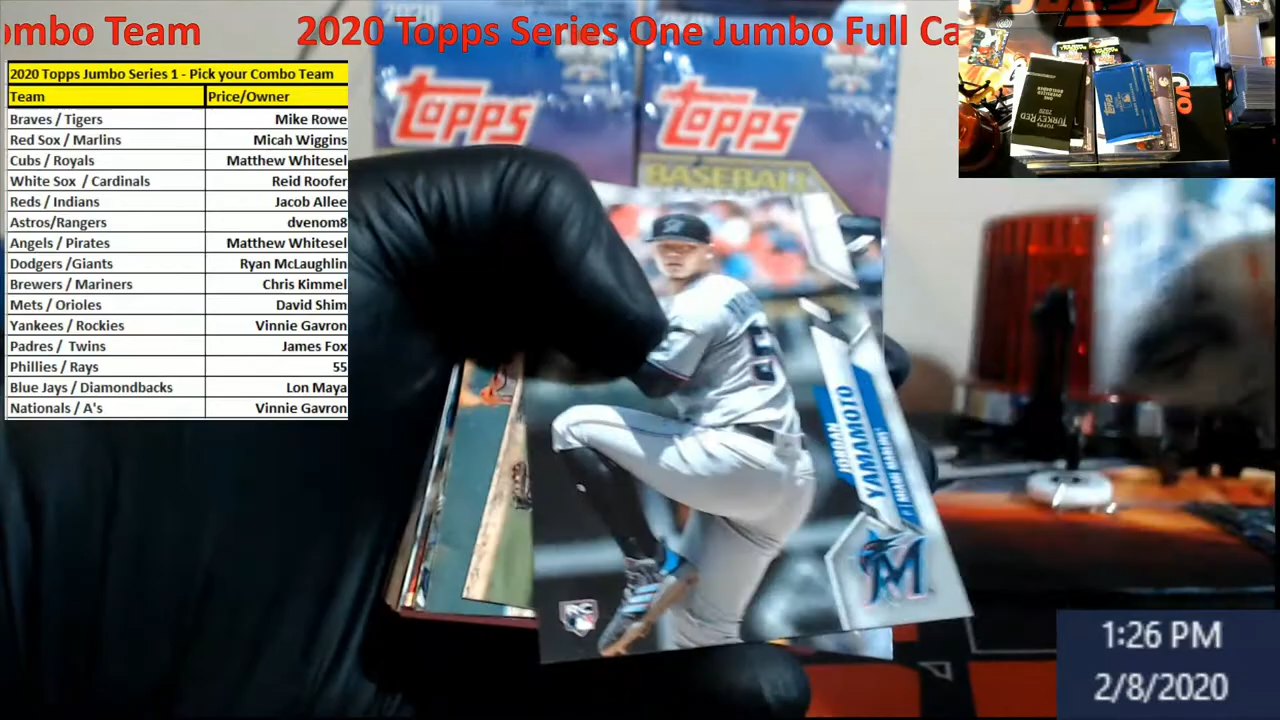 ombo Team 2020 Topps Series One Jumbo Full Ca
2020 Topps Jumbo Series 1 - Pick your Combo Team
Team Price/Owner
Braves / Tigers Mike Rowe
Red Sox / Marlins Micah Wiggins
Cubs / Royals Matthew Whitesel
White Sox / Cardinals Reid Roofer
Reds / Indians Jacob Allee
Astros/Rangers dvenom8
Angels / Pirates Matthew Whitesel
Dodgers /Giants Ryan McLaughlin
Brewers / Mariners Chris Kimmel
Mets / Orioles David Shim
Yankees / Rockies Vinnie Gavron
Padres / Twins James Fox
Phillies / Rays 55
Blue Jays / Diamondbacks Lon Maya
Nationals / A's Vinnie Gavron
2020
Topps
Topps
BASEBALL
JORDAN
YAMAMOTO
MIAMI MARLINS
M
RC
TOPPS
TURKEY RED
2020
TOPPS
1:26 PM
2/8/2020